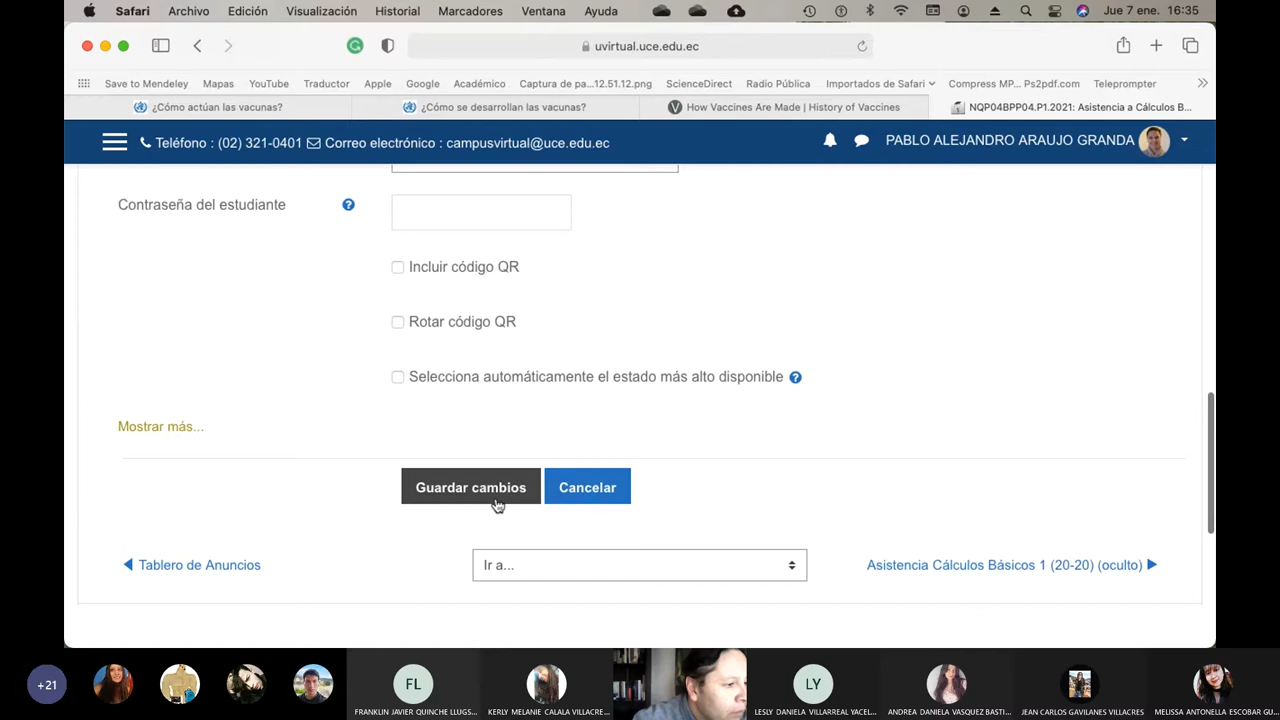 Safari Archivo Edición Visualización Historial Marcadores Ventana Ayuda Jue 7 ene. 16:35
uvirtual.uce.edu.ec
Save to Mendeley Mapas YouTube Traductor Apple Google Académico Captura de pa...12.51.12.png ScienceDirect Radio Pública Importados de Safari Compress MP... Ps2pdf.com Teleprompter
¿Cómo actúan las vacunas? ¿Cómo se desarrollan las vacunas? How Vaccines Are Made | History of Vaccines NQP04BPP04.P1.2021: Asistencia a Cálculos B...
Teléfono : (02) 321-0401 Correo electrónico : campusvirtual@uce.edu.ec PABLO ALEJANDRO ARAUJO GRANDA
Contraseña del estudiante
Incluir código QR
Rotar código QR
Selecciona automáticamente el estado más alto disponible
Mostrar más...
Guardar cambios Cancelar
Tablero de Anuncios Ir a... Asistencia Cálculos Básicos 1 (20-20) (oculto)
+21 FL LY
FRANKLIN JAVIER QUINCHE LLUGS... KERLY MELANIE CALALA VILLACRE... LESLY DANIELA VILLARREAL YACEL... ANDREA DANIELA VASQUEZ BASTI... JEAN CARLOS GAVILANES VILLACRES MELISSA ANTONELLA ESCOBAR GU...